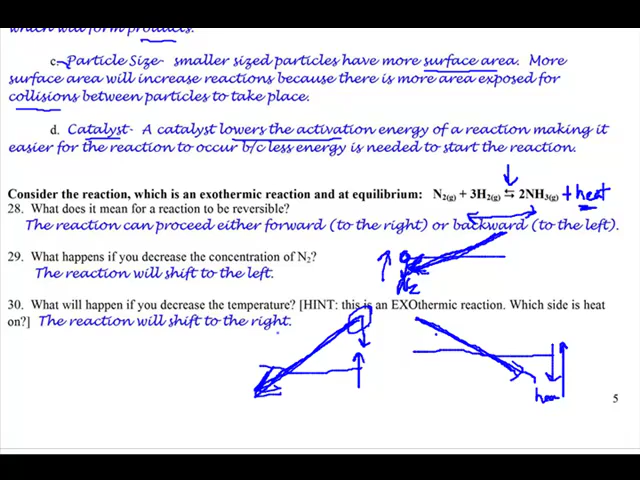 which will form products.
c. Particle Size- smaller sized particles have more surface area. More
surface area will increase reactions because there is more area exposed for
collisions between particles to take place.
d. Catalyst- A catalyst lowers the activation energy of a reaction making it
easier for the reaction to occur b/c less energy is needed to start the reaction.
Consider the reaction, which is an exothermic reaction and at equilibrium: N2(g) + 3H2(g) ⇆ 2NH3(g) + heat
28. What does it mean for a reaction to be reversible?
The reaction can proceed either forward (to the right) or backward (to the left).
29. What happens if you decrease the concentration of N2?
The reaction will shift to the left.
N2
30. What will happen if you decrease the temperature? [HINT: this is an EXOthermic reaction. Which side is heat
on?] The reaction will shift to the right.
5